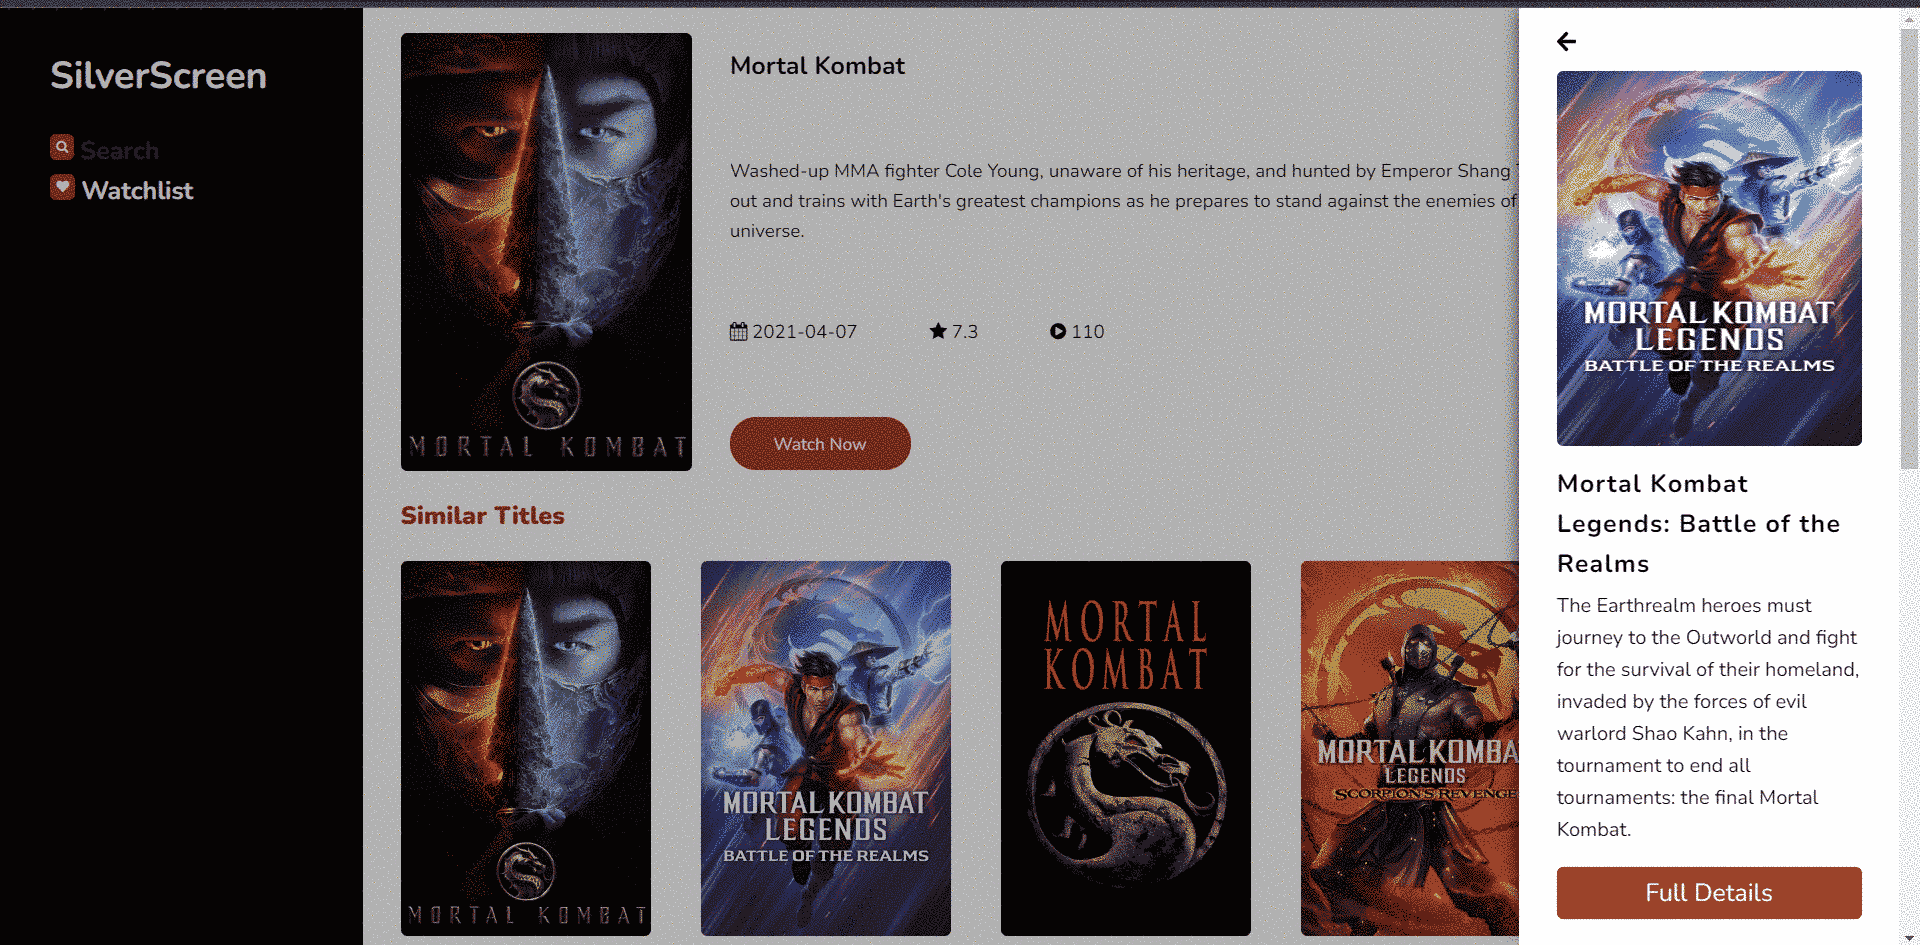 SilverScreen
Search
Watchlist
MORTAL KOMBAT
Mortal Kombat
Washed-up MMA fighter Cole Young, unaware of his heritage, and hunted by Emperor Shang
out and trains with Earth's greatest champions as he prepares to stand against the enemies of
universe.
2021-04-07
7.3
110
Watch Now
Similar Titles
MORTAL KOMBAT
MORTAL KOMBAT
LEGENDS
BATTLE OF THE REALMS
MORTAL
KOMBAT
MORTAL KOMBA
LEGENDS
SCORPION'S REVENGE
MORTAL KOMBAT
LEGENDS
BATTLE OF THE REALMS
Mortal Kombat
Legends: Battle of the
Realms
The Earthrealm heroes must
journey to the Outworld and fight
for the survival of their homeland,
invaded by the forces of evil
warlord Shao Kahn, in the
tournament to end all
tournaments: the final Mortal
Kombat.
Full Details